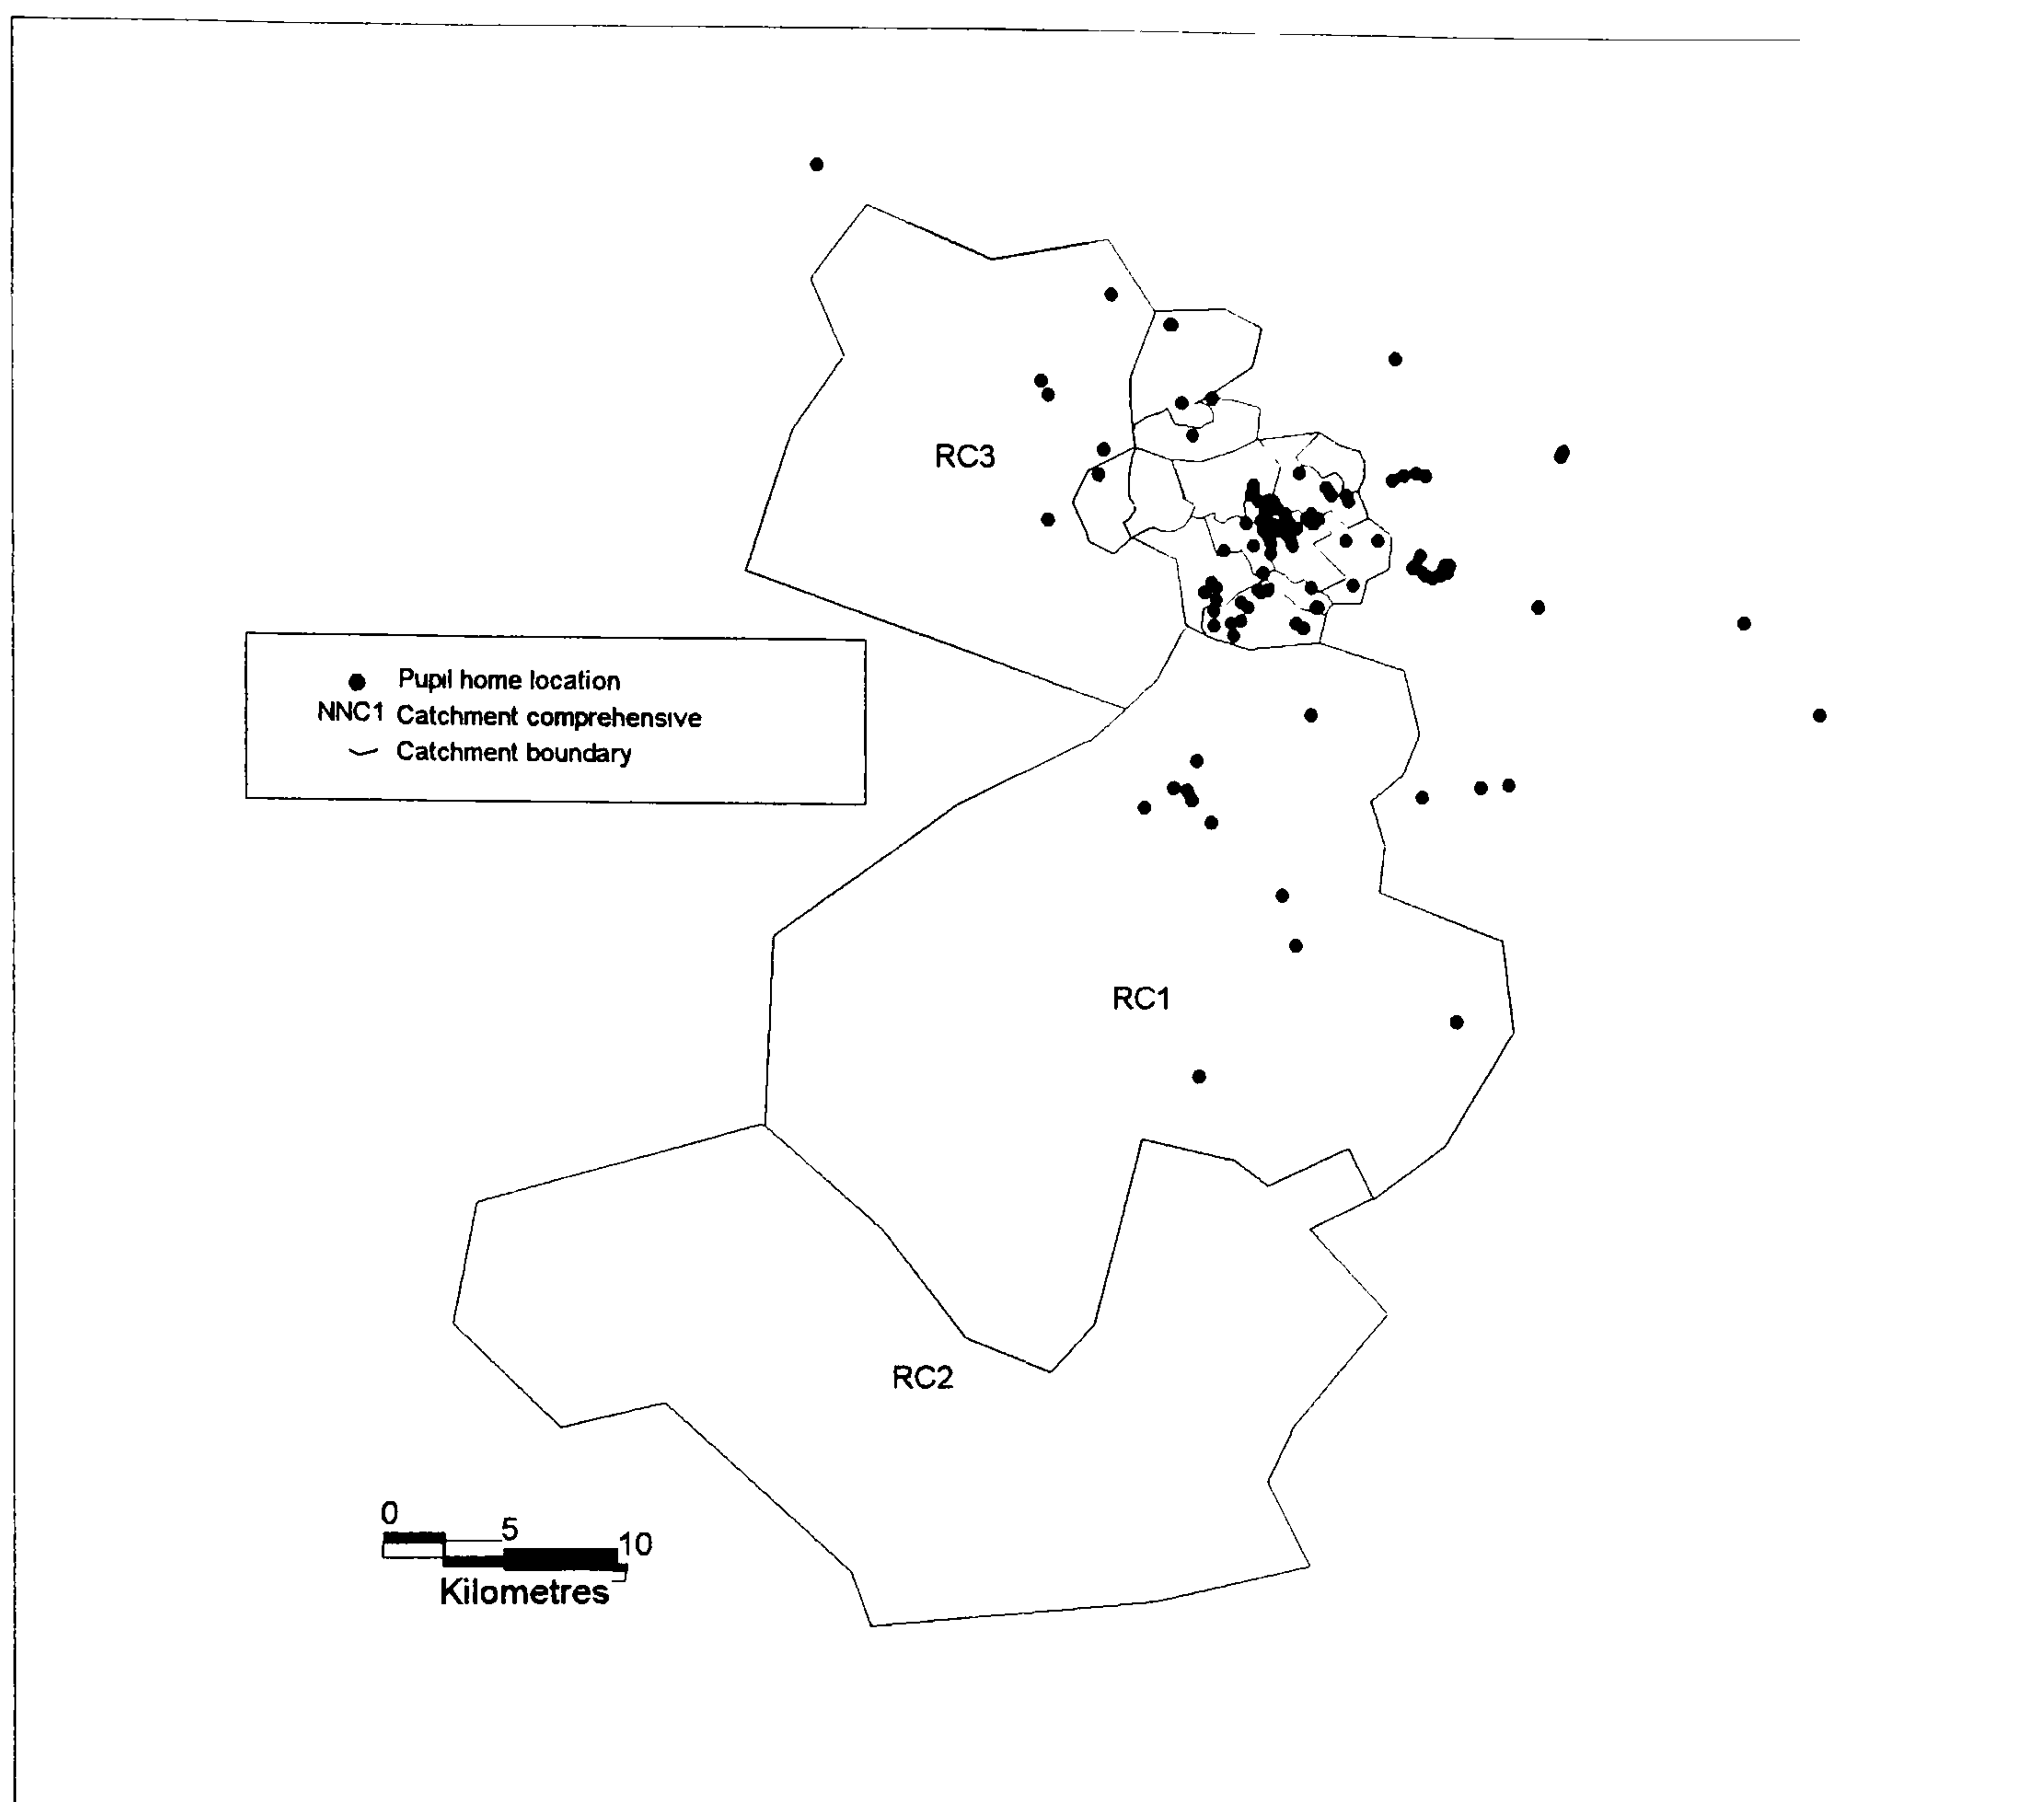 RC3
Pupil home location
NNC1 Catchment comprehensive
Catchment boundary
RC1
RC2
0
5
10
Kilometres